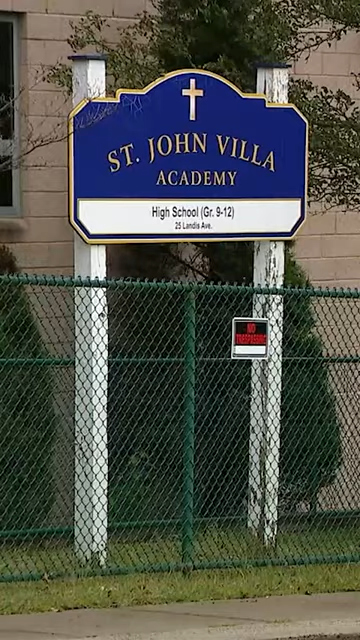 ST. JOHN VILLA
ACADEMY
High School (Gr. 9-12)
25 Landis Ave.
NO
TRESPASSING